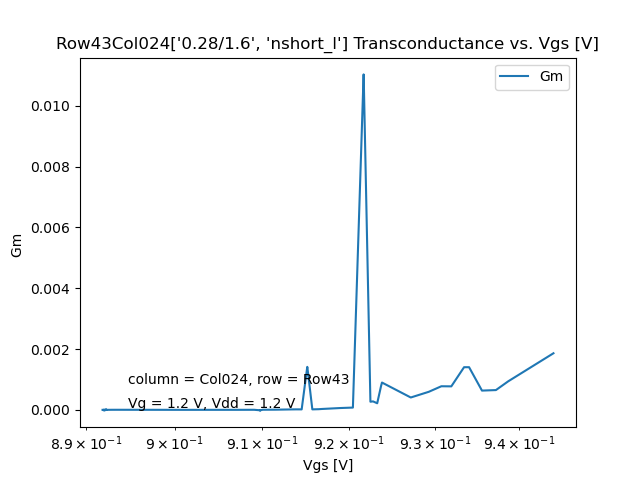 Row43Col024['0.28/1.6', 'nshort_l'] Transconductance vs. Vgs [V]
Gm
0.010
0.008
0.006
0.004
0.002
0.000
Gm
column = Col024, row = Row43
Vg = 1.2 V, Vdd = 1.2 V
8.9 × 10⁻¹ 9 × 10⁻¹ 9.1 × 10⁻¹ 9.2 × 10⁻¹ 9.3 × 10⁻¹ 9.4 × 10⁻¹
Vgs [V]